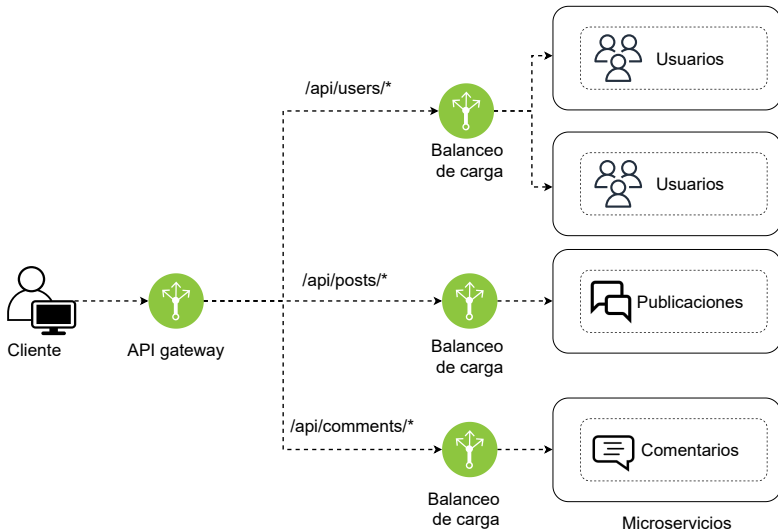 Usuarios
/api/users/*
Balanceo
de carga
Usuarios
/api/posts/*
Publicaciones
Cliente
API gateway
Balanceo
de carga
/api/comments/*
Comentarios
Balanceo
de carga
Microservicios